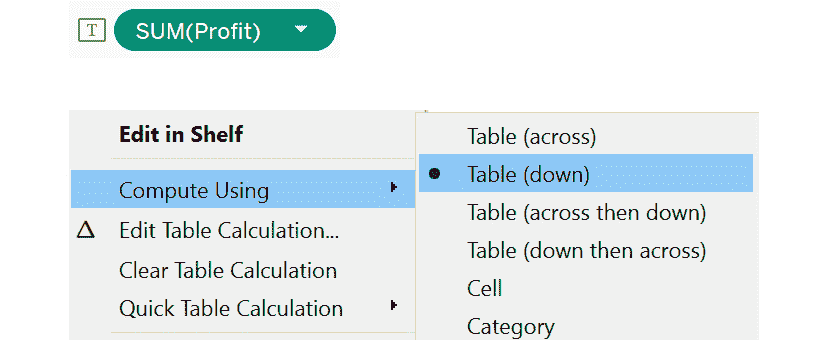 T SUM(Profit)
Edit in Shelf
Compute Using
Δ Edit Table Calculation...
Clear Table Calculation
Quick Table Calculation
Table (across)
Table (down)
Table (across then down)
Table (down then across)
Cell
Category